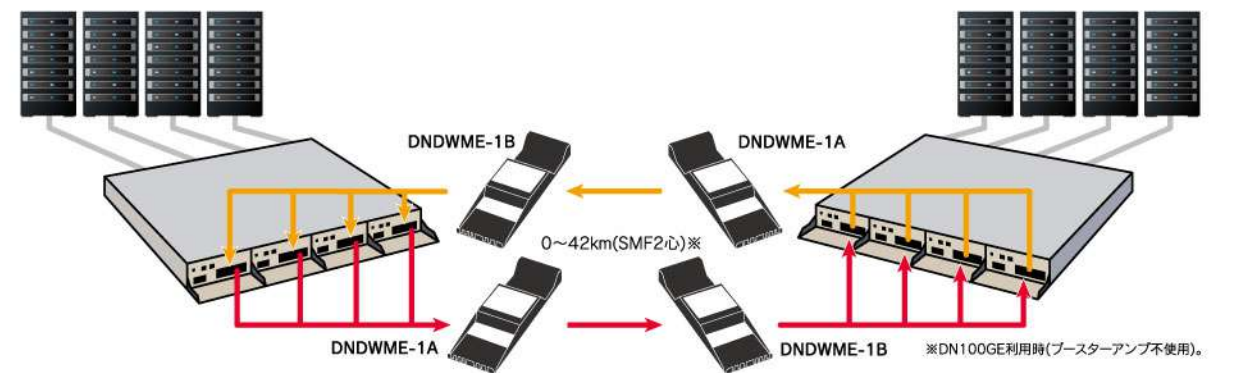 DNDWME-1B
DNDWME-1A
0～42km(SMF2心)※
DNDWME-1A
DNDWME-1B
※DN100GE利用時(ブースターアンプ不使用)。